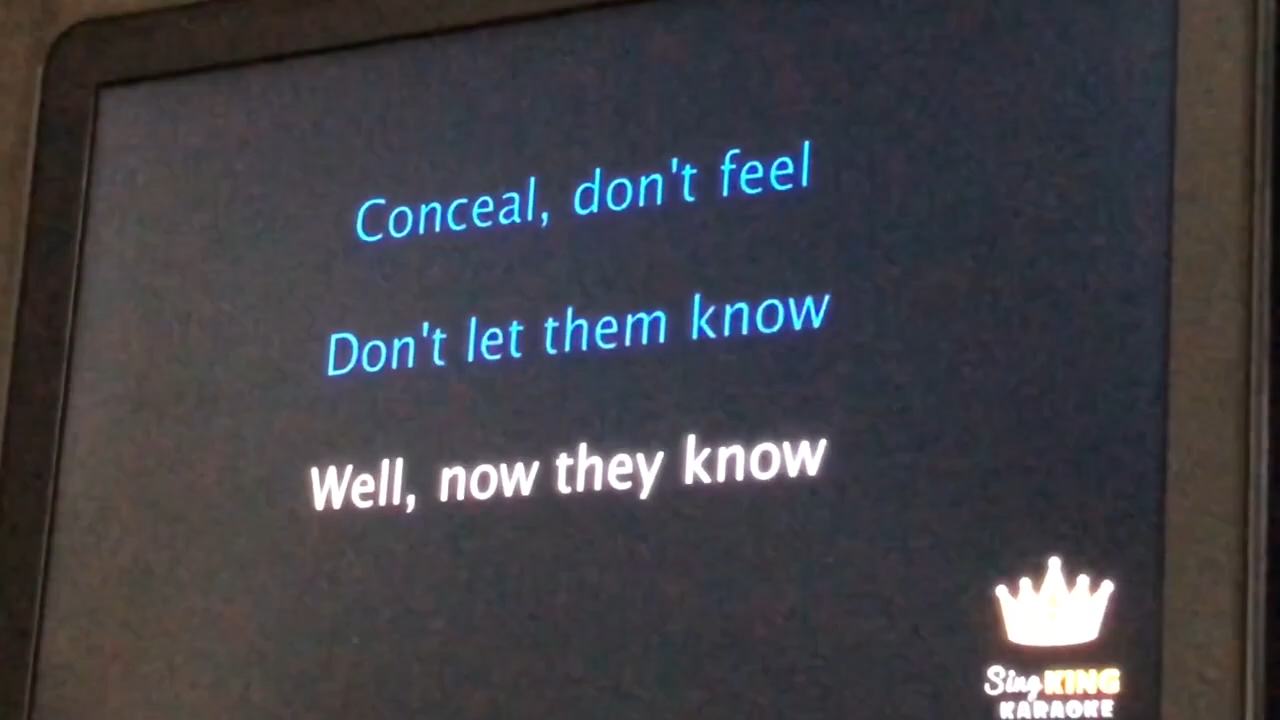 Conceal, don't feel
Don't let them know
Well, now they know
Sing KING
KARAOKE